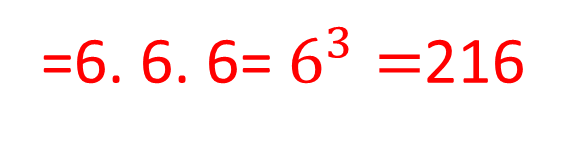 =6. 6. 6= 6³ =216